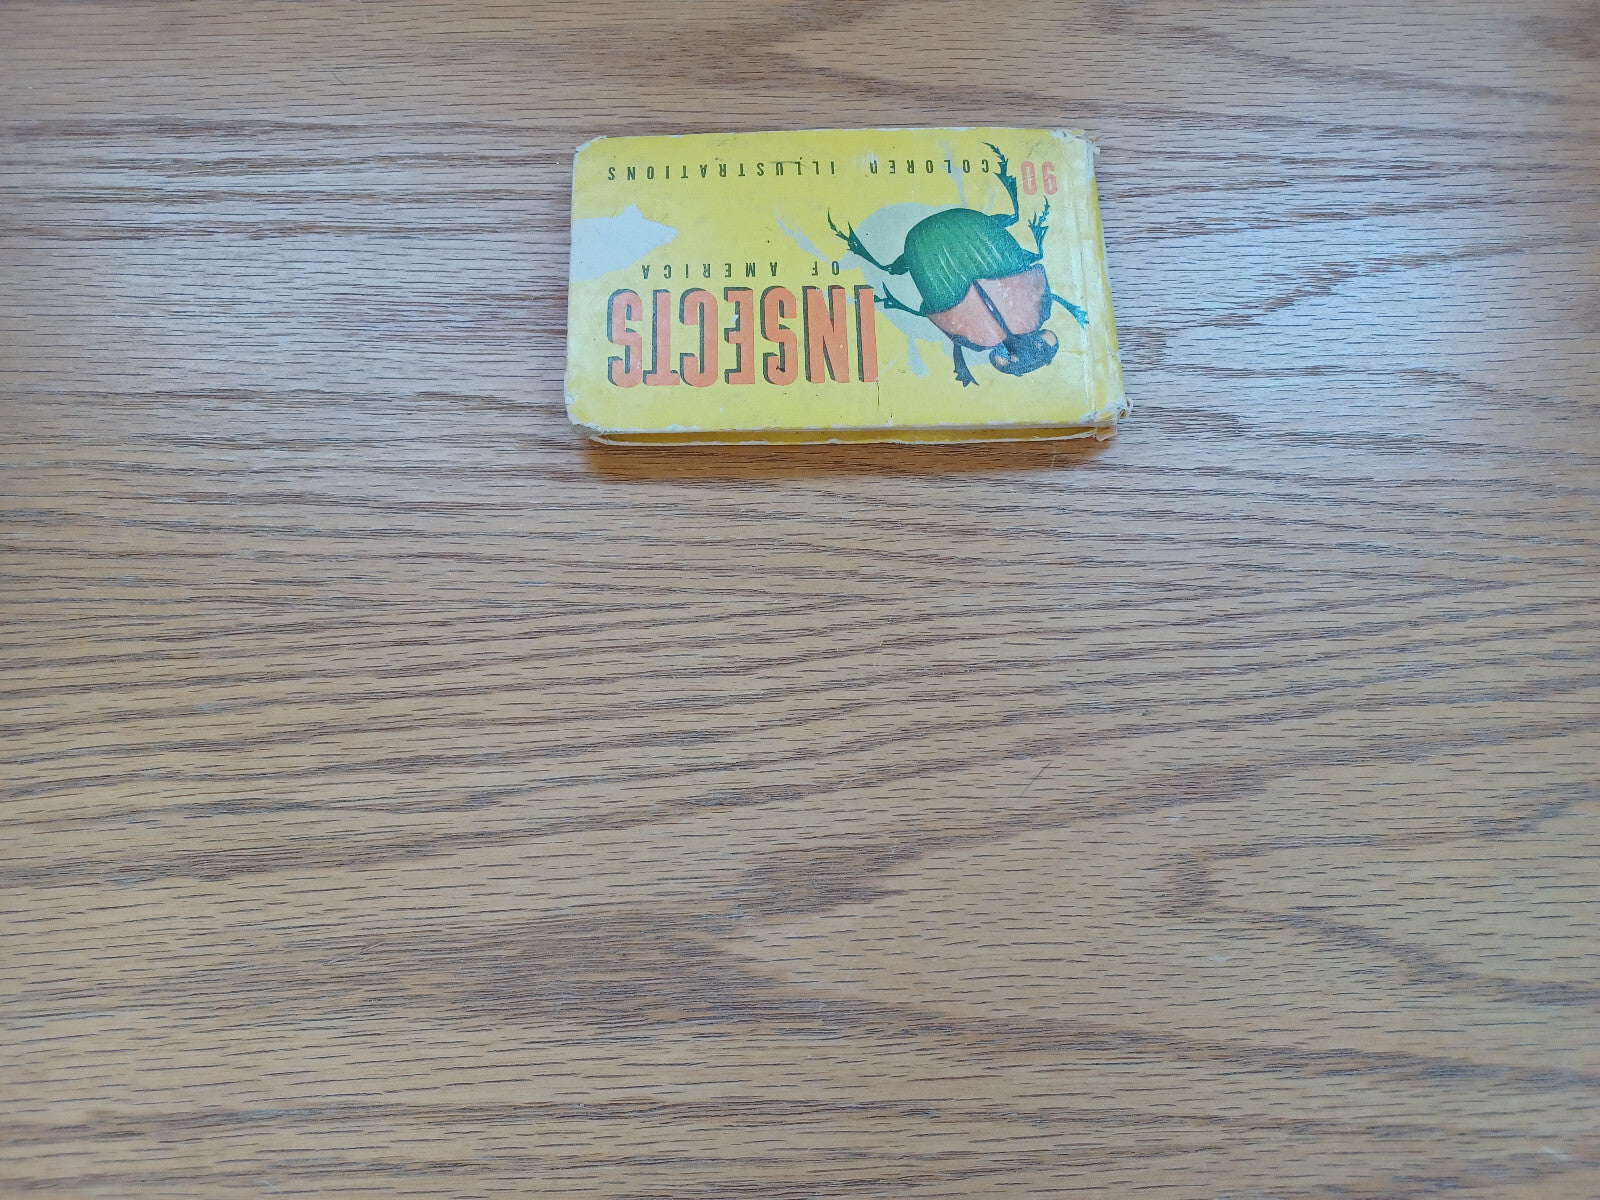 INSECTS
OF AMERICA
90 COLORED ILLUSTRATIONS